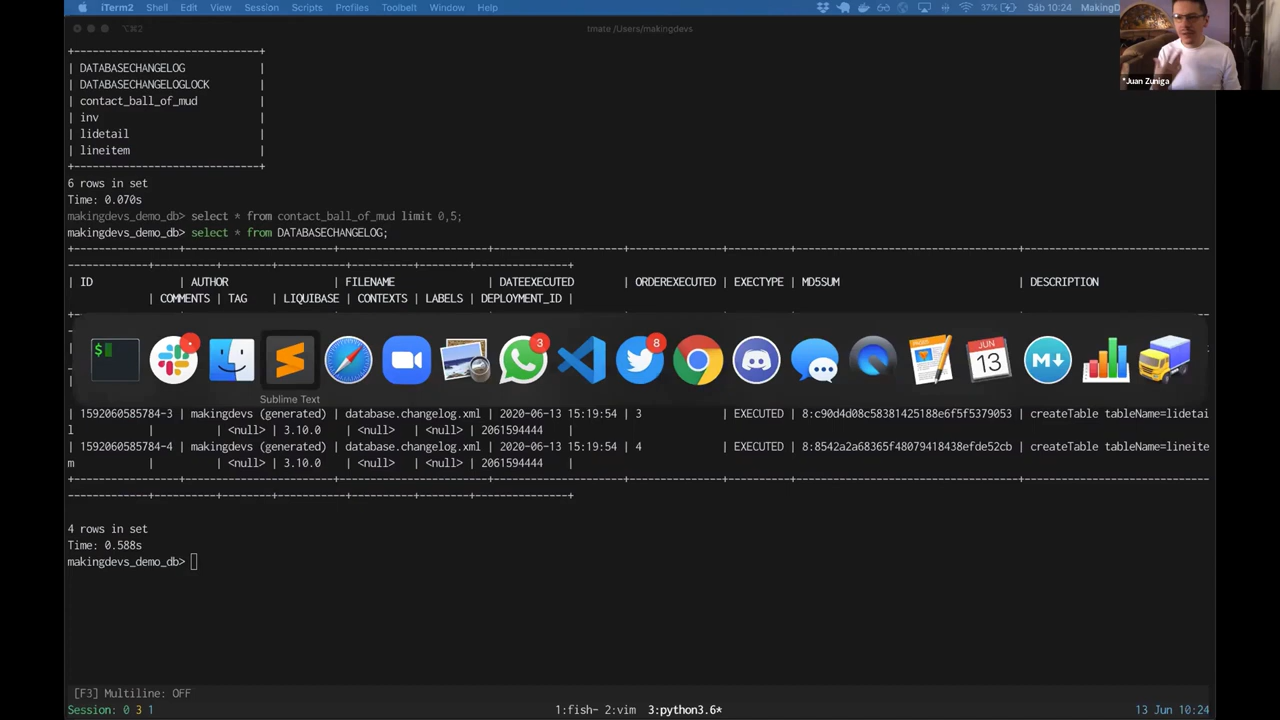 iTerm2 Shell Edit View Session Scripts Profiles Toolbelt Window Help 37% Sáb 10:24 MakingD
⌥⌘2 tmate /Users/makingdevs
*Juan Zuniga
+-----------------------------+
| DATABASECHANGELOG |
| DATABASECHANGELOGLOCK |
| contact_ball_of_mud |
| inv |
| lidetail |
| lineitem |
+-----------------------------+
6 rows in set
Time: 0.070s
makingdevs_demo_db> select * from contact_ball_of_mud limit 0,5;
makingdevs_demo_db> select * from DATABASECHANGELOG;
| ID | AUTHOR | FILENAME | DATEEXECUTED | ORDEREXECUTED | EXECTYPE | MD5SUM | DESCRIPTION
| COMMENTS | TAG | LIQUIBASE | CONTEXTS | LABELS | DEPLOYMENT_ID |
$
3
8
JUN
13
M↓
Sublime Text
| 1592060585784-3 | makingdevs (generated) | database.changelog.xml | 2020-06-13 15:19:54 | 3 | EXECUTED | 8:c90d4d08c58381425188e6f5f5379053 | createTable tableName=lidetai
l | | <null> | 3.10.0 | <null> | <null> | 2061594444 |
| 1592060585784-4 | makingdevs (generated) | database.changelog.xml | 2020-06-13 15:19:54 | 4 | EXECUTED | 8:8542a2a68365f48079418438efde52cb | createTable tableName=lineite
m | | <null> | 3.10.0 | <null> | <null> | 2061594444 |
4 rows in set
Time: 0.588s
makingdevs_demo_db>
[F3] Multiline: OFF
Session: 0 3 1 1:fish- 2:vim 3:python3.6* 13 Jun 10:24